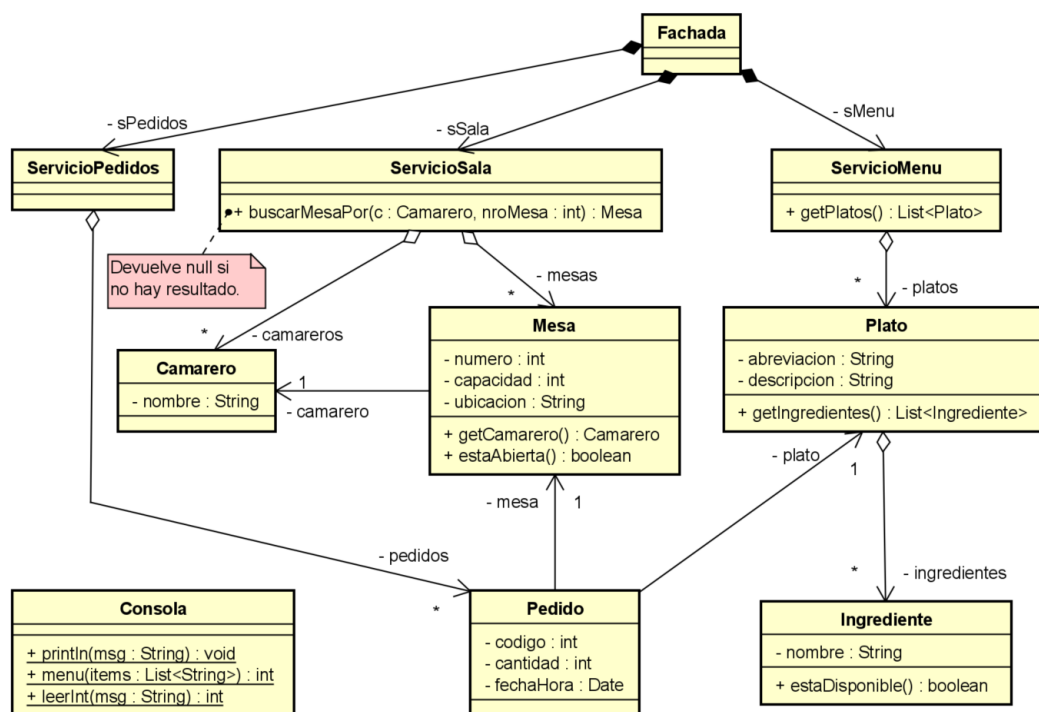 Fachada
- sPedidos
- sSala
- sMenu
ServicioPedidos
ServicioSala
+ buscarMesaPor(c : Camarero, nroMesa : int) : Mesa
ServicioMenu
+ getPlatos() : List<Plato>
Devuelve null si
no hay resultado.
- mesas
*
- camareros
*
- platos
*
Camarero
- nombre : String
1
- camarero
Mesa
- numero : int
- capacidad : int
- ubicacion : String
+ getCamarero() : Camarero
+ estaAbierta() : boolean
Plato
- abreviacion : String
- descripcion : String
+ getIngredientes() : List<Ingrediente>
- plato
1
- mesa
1
- pedidos
*
- ingredientes
*
Consola
+ println(msg : String) : void
+ menu(items : List<String>) : int
+ leerInt(msg : String) : int
Pedido
- codigo : int
- cantidad : int
- fechaHora : Date
Ingrediente
- nombre : String
+ estaDisponible() : boolean